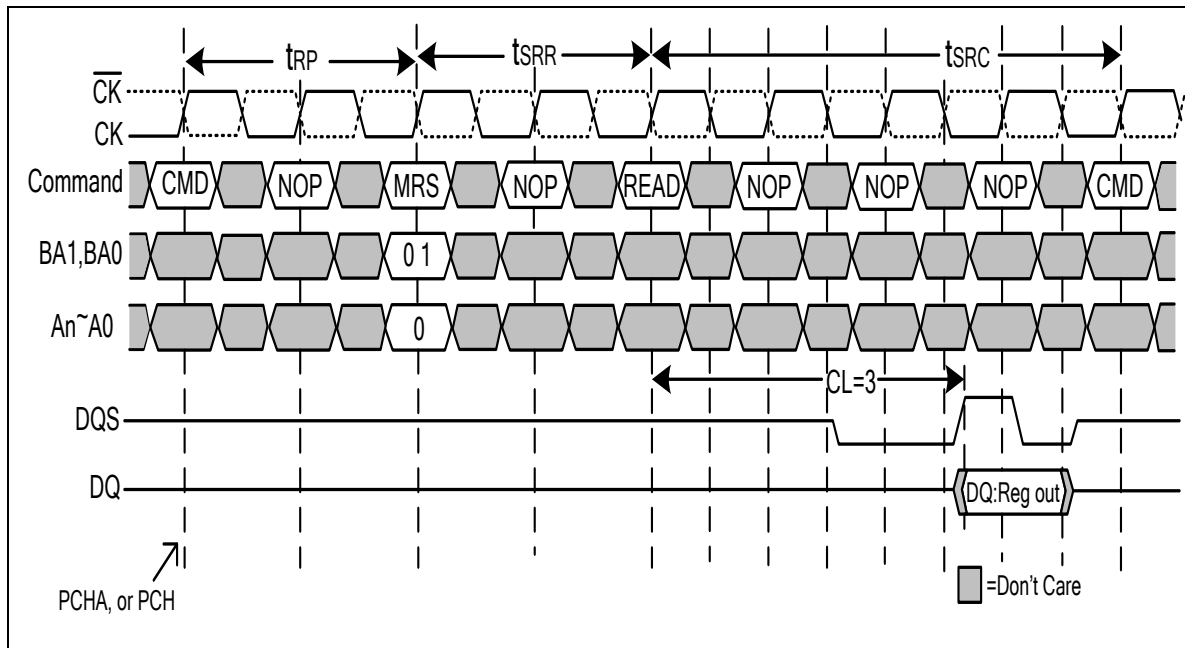 tRP tSRR tSRC
CK
CK
Command CMD NOP MRS NOP READ NOP NOP NOP CMD
BA1,BA0 0 1
An~A0 0
CL=3
DQS
DQ DQ:Reg out
PCHA, or PCH
=Don't Care